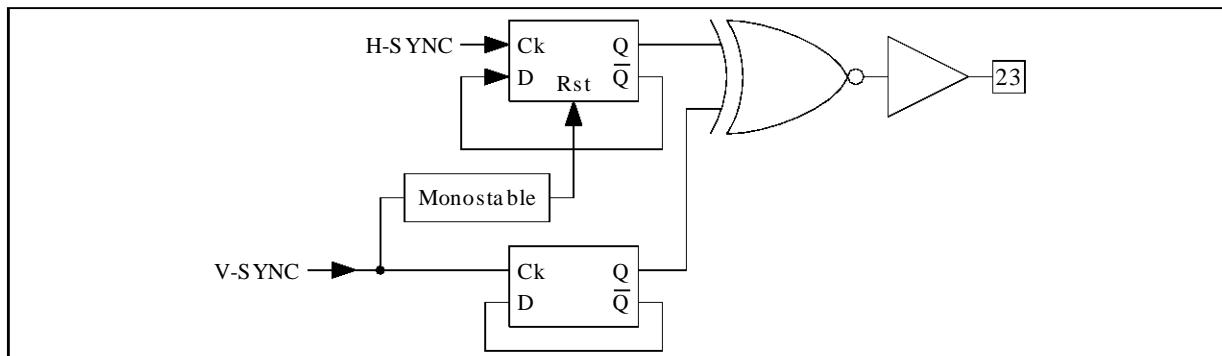 H-SYNC
Ck Q
D Q̅
Rst
23
Monostable
V-SYNC
Ck Q
D Q̅